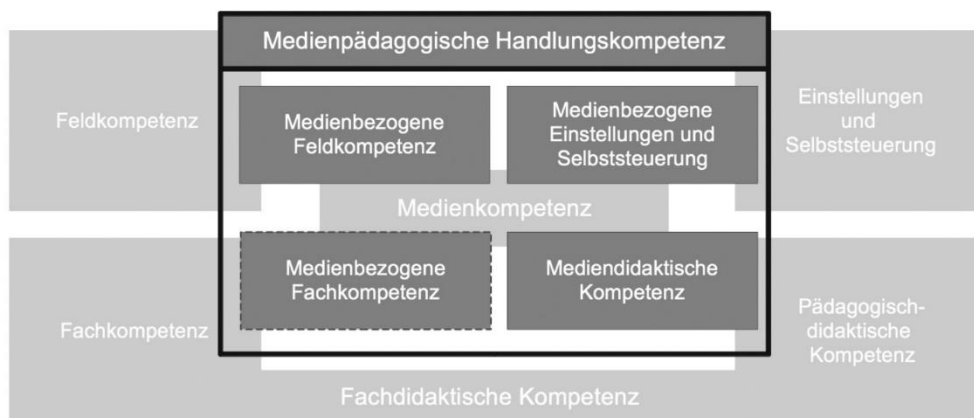 Medienpädagogische Handlungskompetenz
Feldkompetenz
Medienbezogene
Feldkompetenz
Medienbezogene
Einstellungen und
Selbststeuerung
Einstellungen
und
Selbststeuerung
Medienkompetenz
Fachkompetenz
Medienbezogene
Fachkompetenz
Mediendidaktische
Kompetenz
Pädagogisch-
didaktische
Kompetenz
Fachdidaktische Kompetenz